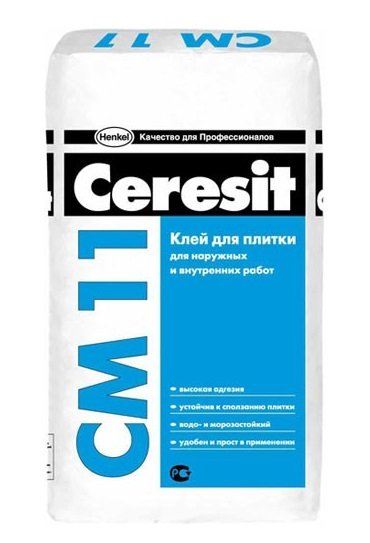 CM 11
Henkel
Качество для Профессионалов
Ceresit
CM 11
Клей для плитки
для наружных
и внутренних работ
высокая адгезия
устойчив к сползанию плитки
водо- и морозастойкий
удобен и прост в применении